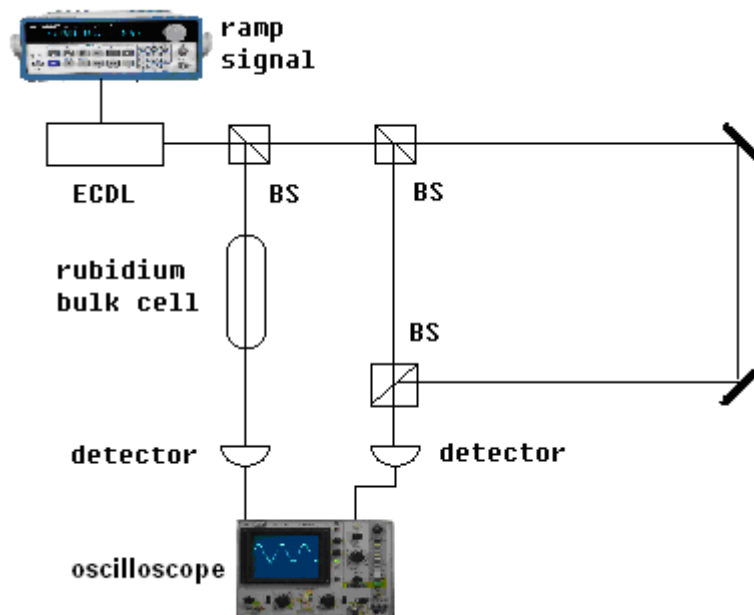 ramp
signal
ECDL
BS
BS
rubidium
bulk cell
BS
detector
detector
oscilloscope